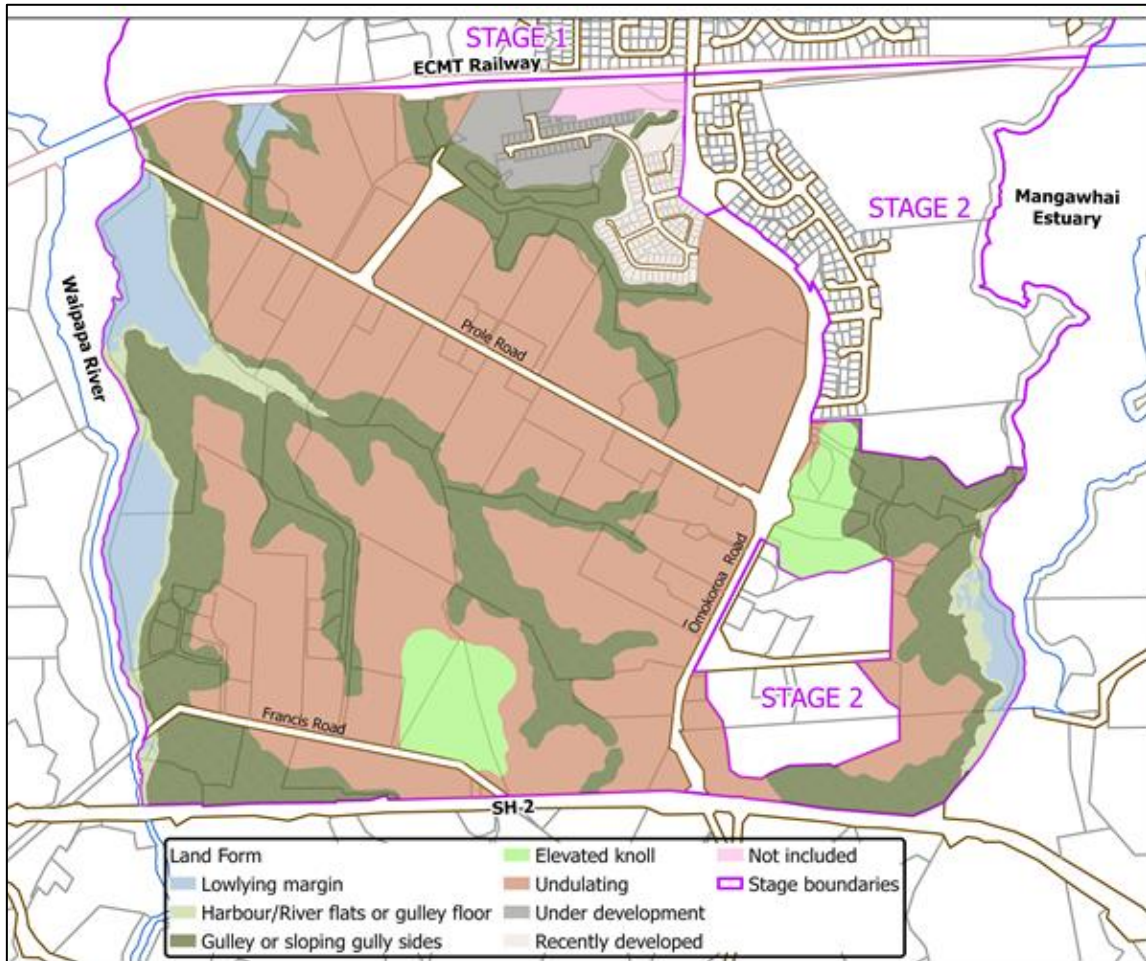 STAGE 1
ECMT Railway
STAGE 2
Mangawhai
Estuary
Waipapa River
Prole Road
Ōmokoroa Road
STAGE 2
Francis Road
SH 2
Land Form
Lowlying margin
Harbour/River flats or gulley floor
Gulley or sloping gully sides
Elevated knoll
Undulating
Under development
Recently developed
Not included
Stage boundaries